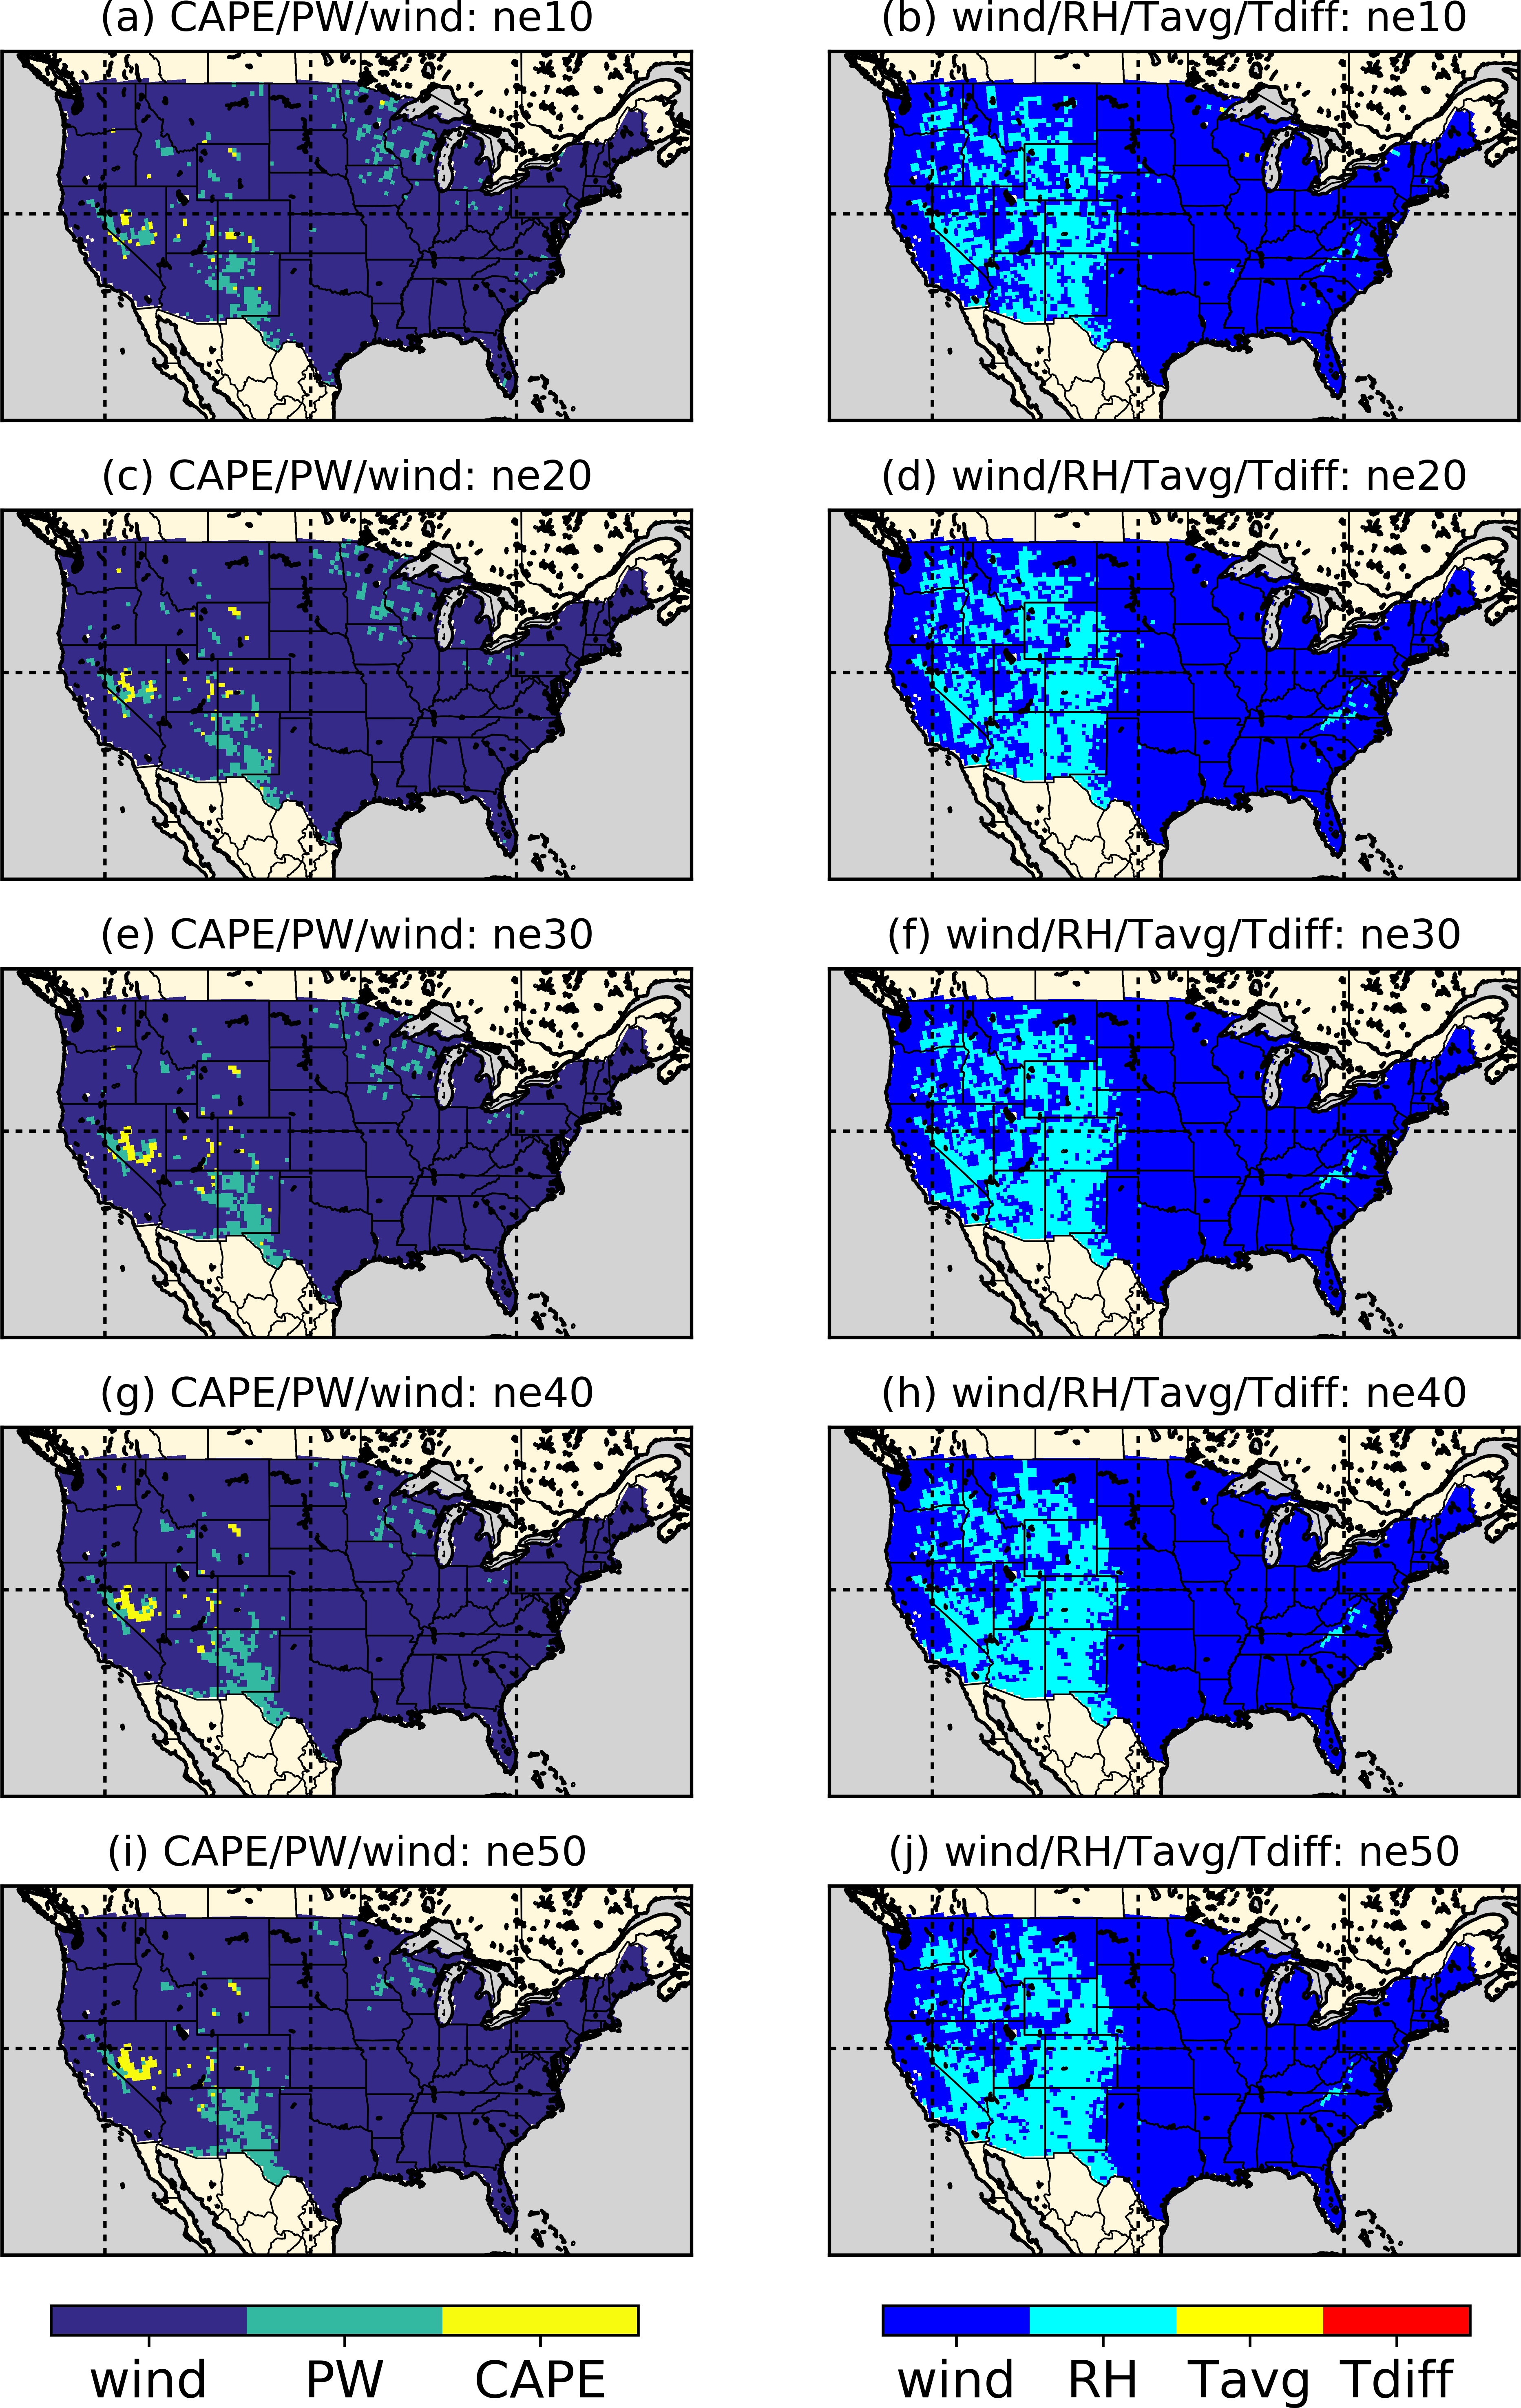 (a) CAPE/PW/wind: ne10
(b) wind/RH/Tavg/Tdiff: ne10
(c) CAPE/PW/wind: ne20
(d) wind/RH/Tavg/Tdiff: ne20
(e) CAPE/PW/wind: ne30
(f) wind/RH/Tavg/Tdiff: ne30
(g) CAPE/PW/wind: ne40
(h) wind/RH/Tavg/Tdiff: ne40
(i) CAPE/PW/wind: ne50
(j) wind/RH/Tavg/Tdiff: ne50
wind PW CAPE
wind RH Tavg Tdiff